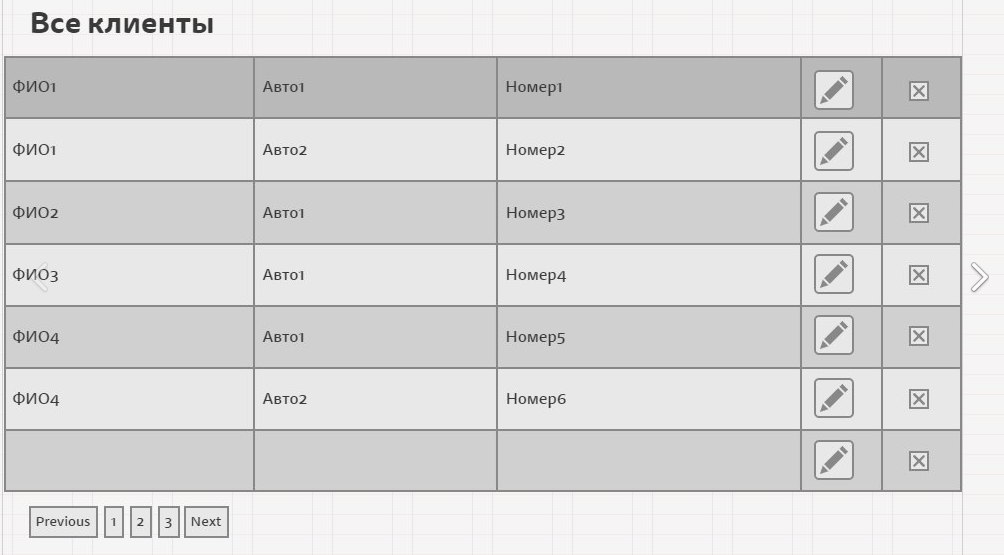 Все клиенты
ФИО1 Авто1 Номер1
ФИО1 Авто2 Номер2
ФИО2 Авто1 Номер3
ФИО3 Авто1 Номер4
ФИО4 Авто1 Номер5
ФИО4 Авто2 Номер6
Previous 1 2 3 Next